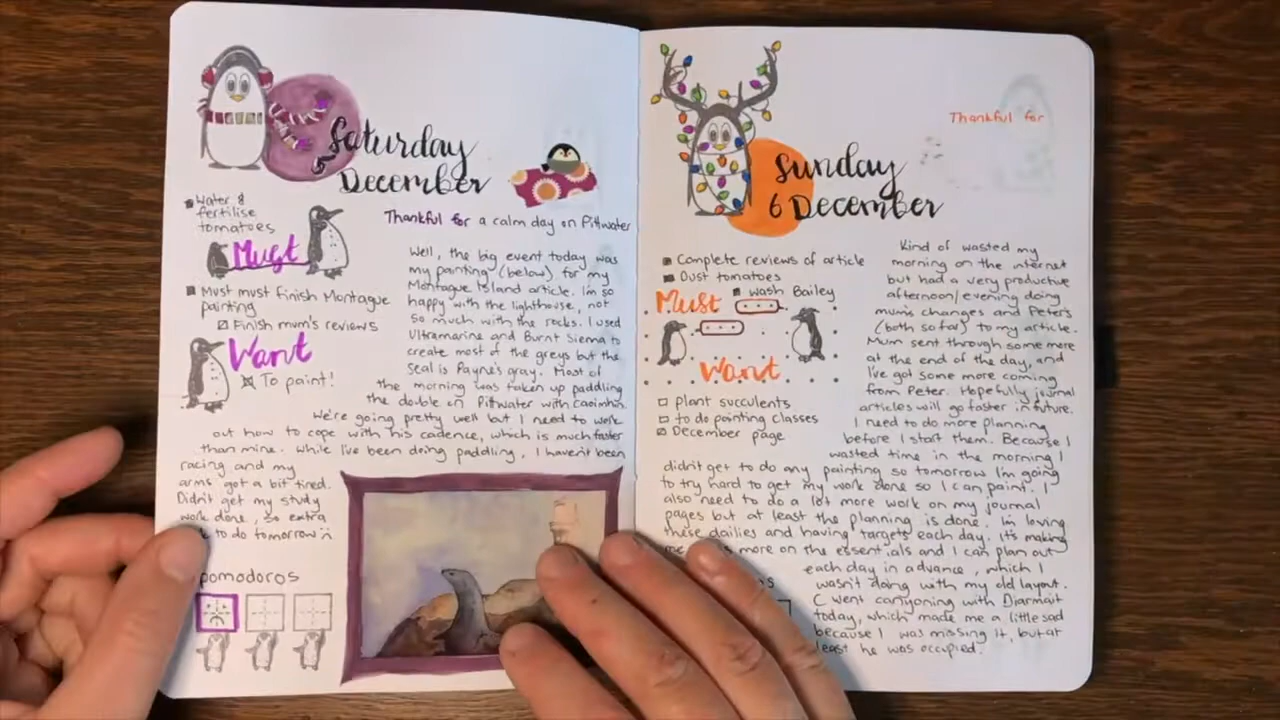 Saturday
5 December
Water &
fertilise
tomatoes
Must
Must must finish Montague
painting
Finish mum's reviews
Want
To paint!
Thankful for a calm day on Pittwater
Well, the big event today was
my painting (below) for my
Montague Island article. I'm so
happy with the lighthouse, not
so much with the rocks. I used
Ultramarine and Burnt Sienna to
create most of the greys but the
seal is Payne's gray. Most of
the morning was taken up paddling
the double on Pittwater with Caoimhin.
We're going pretty well but I need to work
out how to cope with his cadence, which is much faster
than mine. While I've been doing paddling, I haven't been
racing and my
arms got a bit tired.
Didn't get my study
work done, so extra
to do tomorrow
pomodoros
Thankful for
Sunday
6 December
Complete reviews of article
Dust tomatoes
wash Bailey
Must
Want
plant succulents
to do painting classes
December page
Kind of wasted my
morning on the internet
but had a very productive
afternoon/evening doing
mum's changes and Peter's
(both so far) to my article.
Mum sent through some more
at the end of the day, and
I've got some more coming
from Peter. Hopefully journal
articles will go faster in future.
I need to do more planning
before I start them. Because I
wasted time in the morning I
didn't get to do any painting so tomorrow I'm going
to try hard to get my work done so I can paint. I
also need to do a lot more work on my journal
pages but at least the planning is done. I'm loving
these dailies and having targets each day. It's making
me more on the essentials and I can plan out
each day in advance, which I
wasn't doing with my old layout.
C went canyoning with Diarmait
today, which made me a little sad
because I was missing it, but at
least he was occupied.